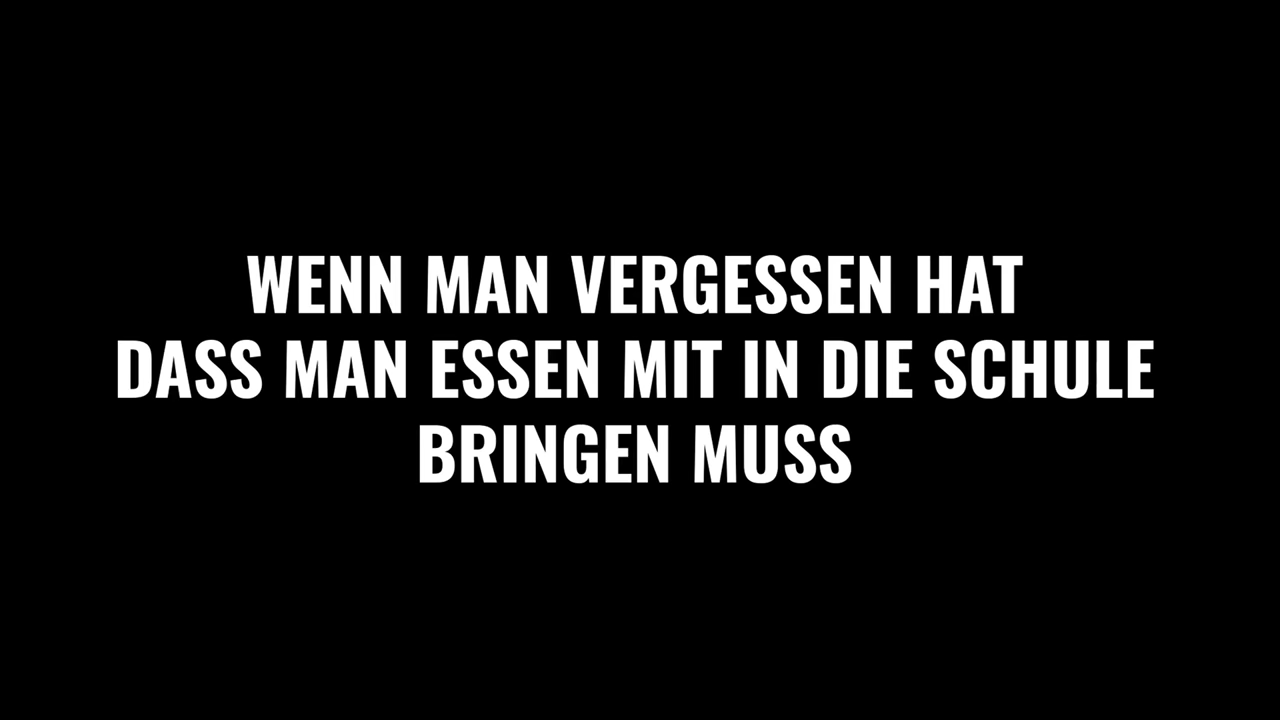 WENN MAN VERGESSEN HAT
DASS MAN ESSEN MIT IN DIE SCHULE
BRINGEN MUSS